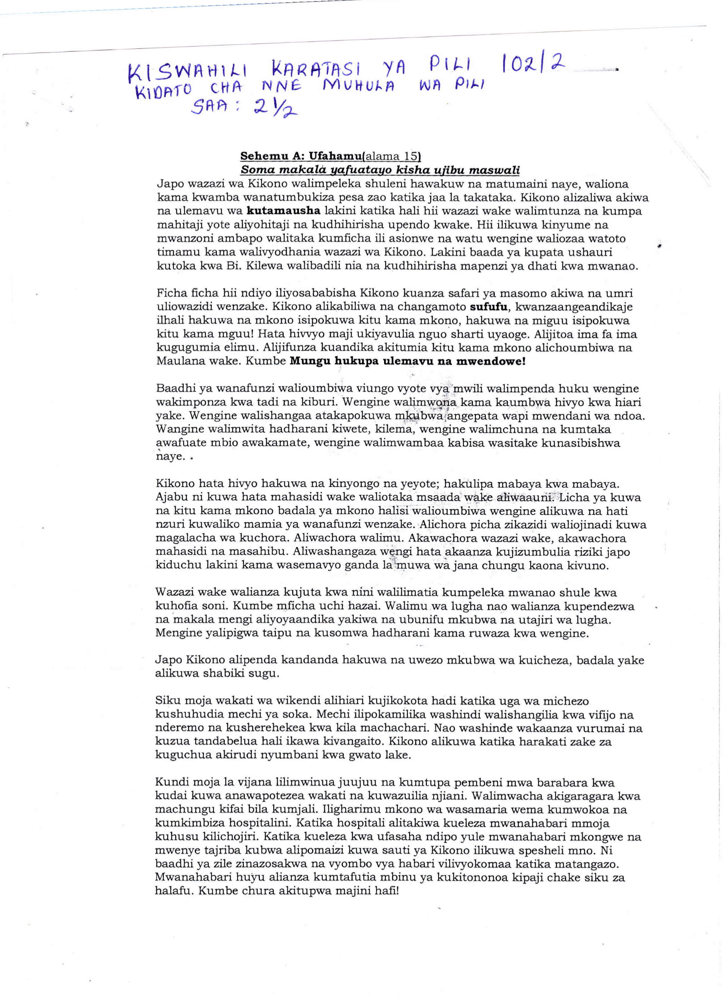 KISWAHILI KARATASI YA PILI 102/2
KIDATO CHA NNE MUHULA WA PILI
SAA: 2 1/2
Sehemu A: Ufahamu(alama 15)
Soma makala yafuatayo kisha ujibu maswali
Japo wazazi wa Kikono walimpeleka shuleni hawakuw na matumaini naye, waliona
kama kwamba wanatumbukiza pesa zao katika jaa la takataka. Kikono alizaliwa akiwa
na ulemavu wa kutamausha lakini katika hali hii wazazi wake walimtunza na kumpa
mahitaji yote aliyohitaji na kudhihirisha upendo kwake. Hii ilikuwa kinyume na
mwanzoni ambapo walitaka kumficha ili asionwe na watu wengine waliozaa watoto
timamu kama walivyodhania wazazi wa Kikono. Lakini baada ya kupata ushauri
kutoka kwa Bi. Kilewa walibadili nia na kudhihirisha mapenzi ya dhati kwa mwanao.
Ficha ficha hii ndiyo iliyosababisha Kikono kuanza safari ya masomo akiwa na umri
uliowazidi wenzake. Kikono alikabiliwa na changamoto sufufu, kwanzaangeandikaje
ilhali hakuwa na mkono isipokuwa kitu kama mkono, hakuwa na miguu isipokuwa
kitu kama mguu! Hata hivvyo maji ukiyavulia nguo sharti uyaoge. Alijitoa ima fa ima
kugugumia elimu. Alijifunza kuandika akitumia kitu kama mkono alichoumbiwa na
Maulana wake. Kumbe Mungu hukupa ulemavu na mwendowe!
Baadhi ya wanafunzi walioumbiwa viungo vyote vya mwili walimpenda huku wengine
wakimponza kwa tadi na kiburi. Wengine walimwona kama kaumbwa hivyo kwa hiari
yake. Wengine walishangaa atakapokuwa mkubwa angepata wapi mwendani wa ndoa.
Wangine walimwita hadharani kiwete, kilema, wengine walimchuna na kumtaka
awafuate mbio awakamate, wengine walimwambaa kabisa wasitake kunasibishwa
naye.
Kikono hata hivyo hakuwa na kinyongo na yeyote; hakulipa mabaya kwa mabaya.
Ajabu ni kuwa hata mahasidi wake waliotaka msaada wake aliwaauni. Licha ya kuwa
na kitu kama mkono badala ya mkono halisi walioumbiwa wengine alikuwa na hati
nzuri kuwaliko mamia ya wanafunzi wenzake. Alichora picha zikazidi waliojinadi kuwa
magalacha wa kuchora. Aliwachora walimu. Akawachora wazazi wake, akawachora
mahasidi na masahibu. Aliwashangaza wengi hata akaanza kujizumbulia riziki japo
kiduchu lakini kama wasemavyo ganda la muwa wa jana chungu kaona kivuno.
Wazazi wake walianza kujuta kwa nini walilimatia kumpeleka mwanao shule kwa
kuhofia soni. Kumbe mficha uchi hazai. Walimu wa lugha nao walianza kupendezwa
na makala mengi aliyoyaandika yakiwa na ubunifu mkubwa na utajiri wa lugha.
Mengine yalipigwa taipu na kusomwa hadharani kama ruwaza kwa wengine.
Japo Kikono alipenda kandanda hakuwa na uwezo mkubwa wa kuicheza, badala yake
alikuwa shabiki sugu.
Siku moja wakati wa wikendi alihiari kujikokota hadi katika uga wa michezo
kushuhudia mechi ya soka. Mechi ilipokamilika washindi walishangilia kwa vifijo na
nderemo na kusherehekea kwa kila machachari. Nao washinde wakaanza vurumai na
kuzua tandabelua hali ikawa kivangaito. Kikono alikuwa katika harakati zake za
kuguchua akirudi nyumbani kwa gwato lake.
Kundi moja la vijana lilimwinua juujuu na kumtupa pembeni mwa barabara kwa
kudai kuwa anawapotezea wakati na kuwazuilia njiani. Walimwacha akigaragara kwa
machungu kifai bila kumjali. Iligharimu mkono wa wasamaria wema kumwokoa na
kumkimbiza hospitalini. Katika hospitali alitakiwa kueleza mwanahabari mmoja
kuhusu kilichojiri. Katika kueleza kwa ufasaha ndipo yule mwanahabari mkongwe na
mwenye tajriba kubwa alipomaizi kuwa sauti ya Kikono ilikuwa spesheli mno. Ni
baadhi ya zile zinazosakwa na vyombo vya habari vilivyokomaa katika matangazo.
Mwanahabari huyu alianza kumtafutia mbinu ya kukitononoa kipaji chake siku za
halafu. Kumbe chura akitupwa majini hafi!